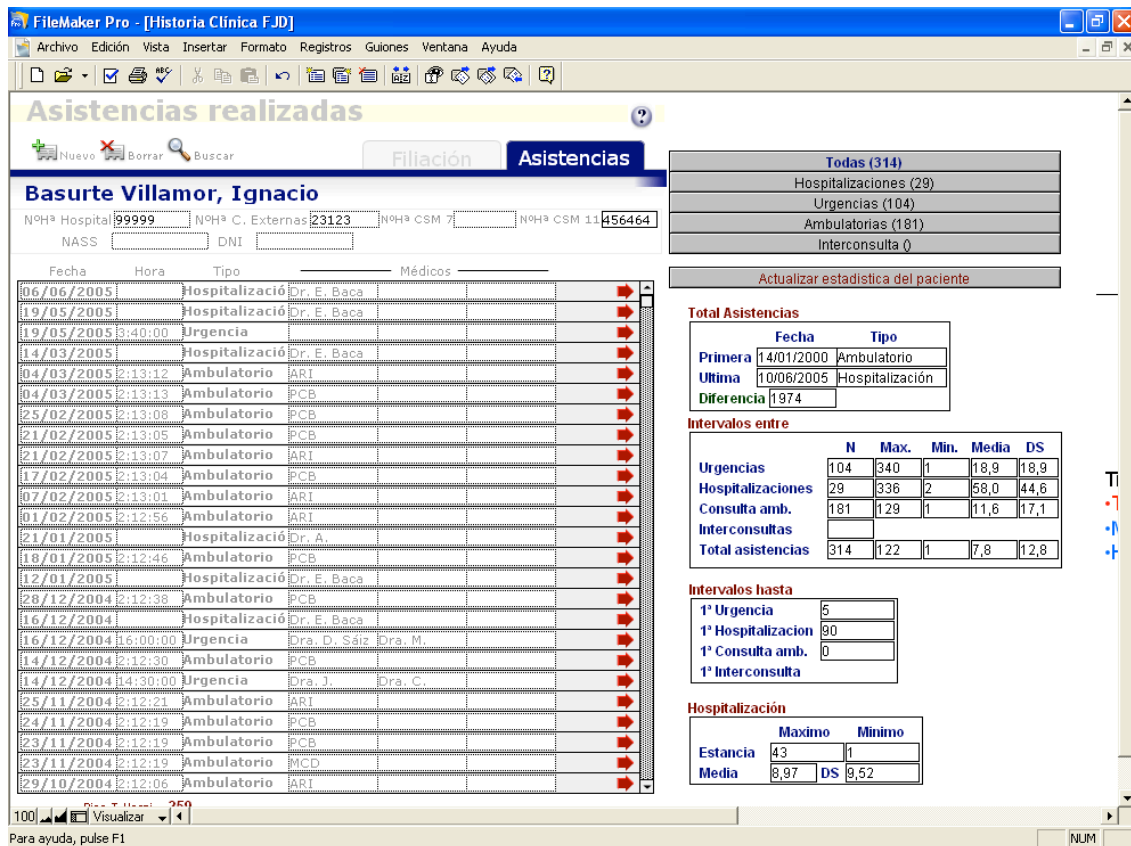 FileMaker Pro - [Historia Clínica FJD]
Archivo Edición Vista Insertar Formato Registros Guiones Ventana Ayuda
Asistencias realizadas
Nuevo Borrar Buscar
Filiación Asistencias
Basurte Villamor, Ignacio
NºHª Hospital 99999 NºHª C. Externas 23123 NºHª CSM 7 NºHª CSM 11 456464
NASS DNI
Fecha Hora Tipo Médicos
06/06/2005 Hospitalizació Dr. E. Baca
19/05/2005 Hospitalizació Dr. E. Baca
19/05/2005 3:40:00 Urgencia
14/03/2005 Hospitalizació Dr. E. Baca
04/03/2005 2:13:12 Ambulatorio ARI
04/03/2005 2:13:13 Ambulatorio PCB
25/02/2005 2:13:08 Ambulatorio PCB
21/02/2005 2:13:05 Ambulatorio PCB
21/02/2005 2:13:07 Ambulatorio ARI
17/02/2005 2:13:04 Ambulatorio PCB
07/02/2005 2:13:01 Ambulatorio ARI
01/02/2005 2:12:56 Ambulatorio ARI
21/01/2005 Hospitalizació Dr. A.
18/01/2005 2:12:46 Ambulatorio PCB
12/01/2005 Hospitalizació Dr. E. Baca
28/12/2004 2:12:38 Ambulatorio PCB
16/12/2004 Hospitalizació Dr. E. Baca
16/12/2004 16:00:00 Urgencia Dra. D. Sáiz Dra. M.
14/12/2004 2:12:30 Ambulatorio PCB
14/12/2004 14:30:00 Urgencia Dra. J. Dra. C.
25/11/2004 2:12:21 Ambulatorio ARI
24/11/2004 2:12:19 Ambulatorio PCB
23/11/2004 2:12:19 Ambulatorio PCB
23/11/2004 2:12:19 Ambulatorio MCD
29/10/2004 2:12:06 Ambulatorio ARI
Todas (314)
Hospitalizaciones (29)
Urgencias (104)
Ambulatorias (181)
Interconsulta ()
Actualizar estadistica del paciente
Total Asistencias
Fecha Tipo
Primera 14/01/2000 Ambulatorio
Ultima 10/06/2005 Hospitalización
Diferencia 1974
Intervalos entre
N Max. Min. Media DS
Urgencias 104 340 1 18,9 18,9
Hospitalizaciones 29 336 2 58,0 44,6
Consulta amb. 181 129 1 11,6 17,1
Interconsultas
Total asistencias 314 122 1 7,8 12,8
Intervalos hasta
1ª Urgencia 5
1ª Hospitalizacion 90
1ª Consulta amb. 0
1ª Interconsulta
Hospitalización
Maximo Minimo
Estancia 43 1
Media 8,97 DS 9,52
100 Visualizar
Para ayuda, pulse F1 NUM